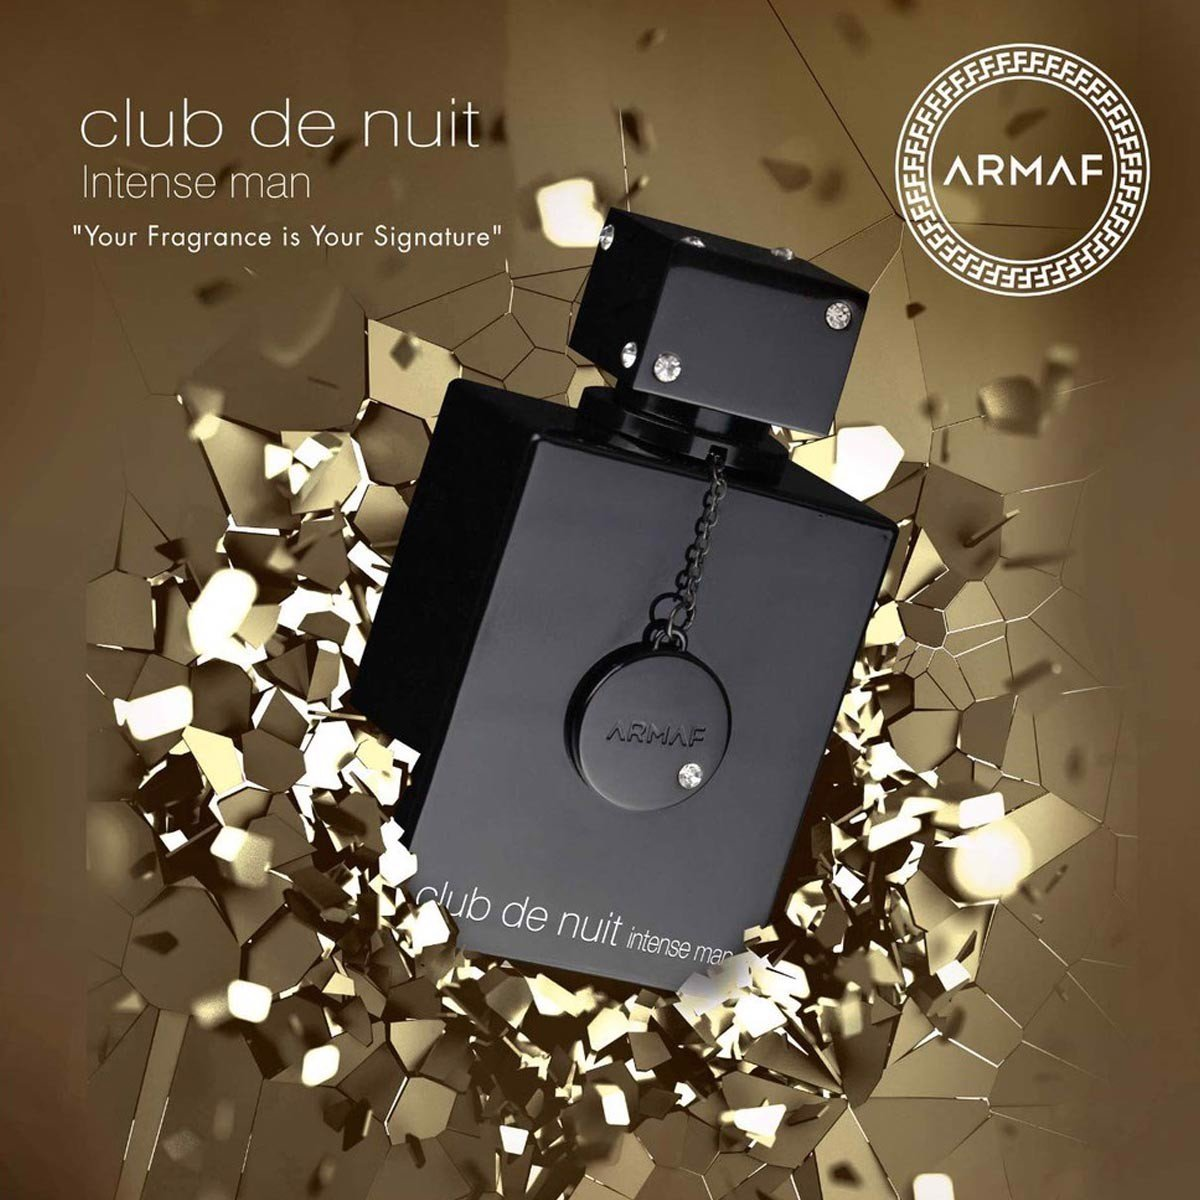 club de nuit
Intense man
"Your Fragrance is Your Signature"
ARMAF
ARMAF
club de nuit intense man